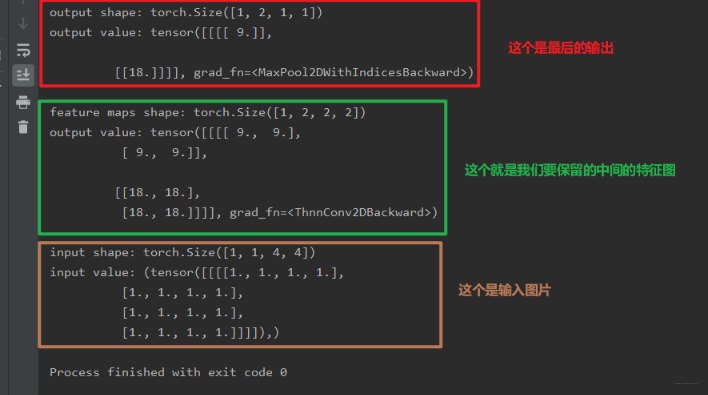 output shape: torch.Size([1, 2, 1, 1])
output value: tensor([[[[ 9.]],
[[18.]]]], grad_fn=<MaxPool2DWithIndicesBackward>)
这个是最后的输出
feature maps shape: torch.Size([1, 2, 2, 2])
output value: tensor([[[[ 9.,  9.],
[ 9.,  9.]],
[[18., 18.],
[18., 18.]]]], grad_fn=<ThnnConv2DBackward>)
这个就是我们要保留的中间的特征图
input shape: torch.Size([1, 1, 4, 4])
input value: (tensor([[[[1., 1., 1., 1.],
[1., 1., 1., 1.],
[1., 1., 1., 1.],
[1., 1., 1., 1.]]]]),)
这个是输入图片
Process finished with exit code 0